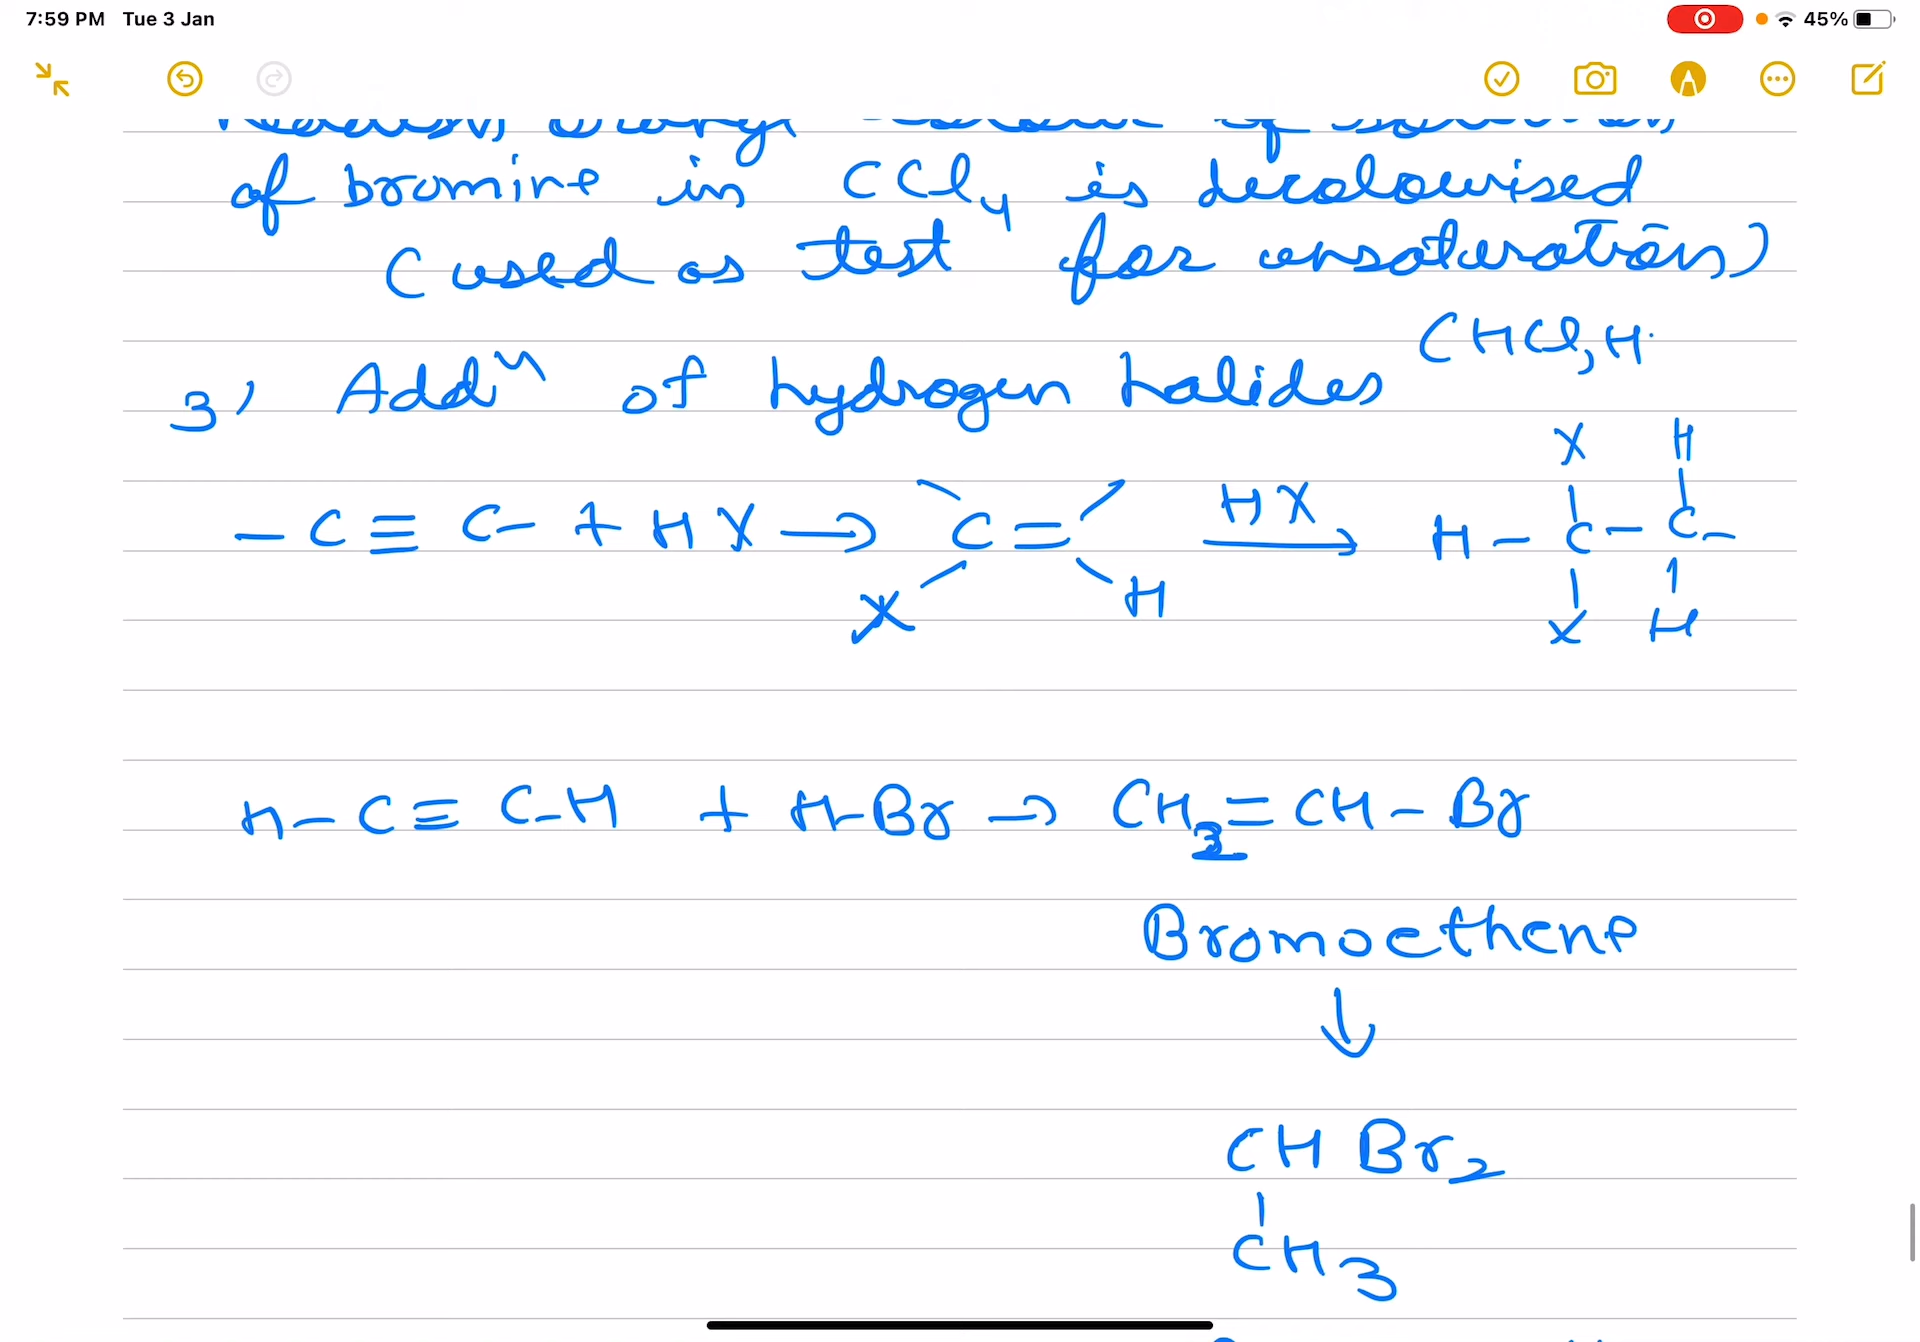 7:59 PM Tue 3 Jan 45%
of bromine in CCl4 is decolourised
(used as test for unsaturation)
(HCl, H
3) Addn of hydrogen halides
X H
- C ≡ C - + HX → C = HX → H - C - C -
X H X H
H - C ≡ C - H + H - Br → CH2 = CH - Br
Bromoethene
↓
CHBr2
|
CH3